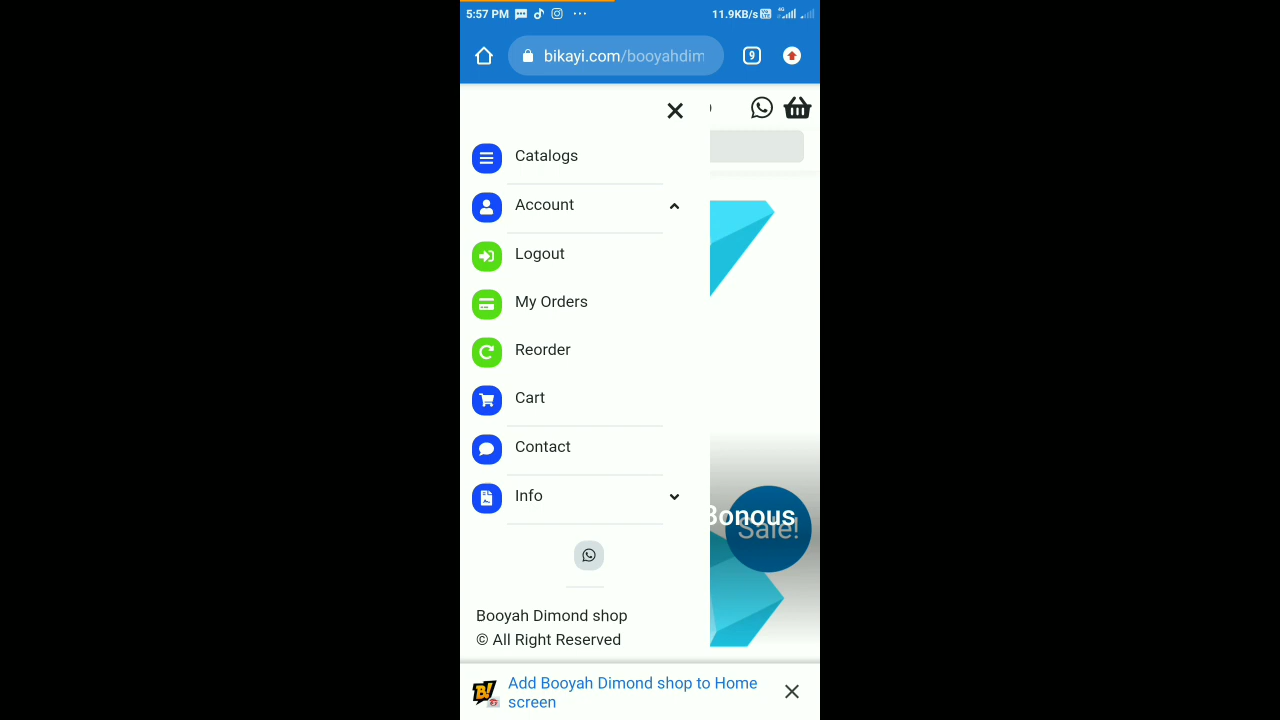 5:57 PM
11.9KB/s
4G
bikayi.com/booyahdim
9
Catalogs
Account
Logout
My Orders
Reorder
Cart
Contact
Info
Bonous
Sale!
Booyah Dimond shop
© All Right Reserved
Add Booyah Dimond shop to Home
screen